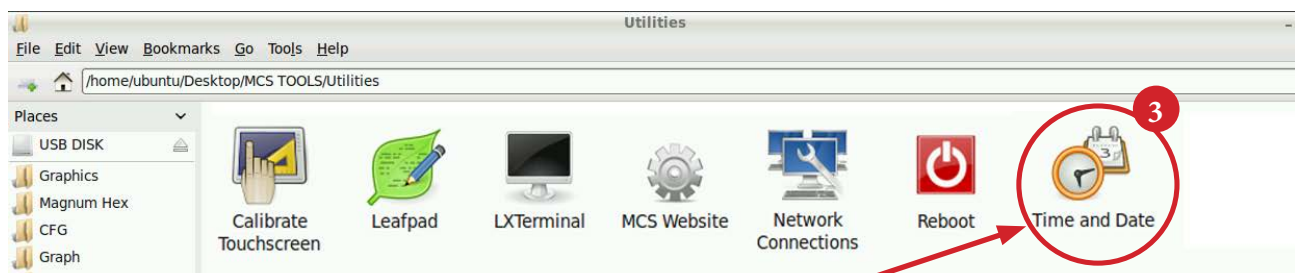 Utilities
File Edit View Bookmarks Go Tools Help
/home/ubuntu/Desktop/MCS TOOLS/Utilities
Places
USB DISK
Graphics
Magnum Hex
CFG
Graph
Calibrate
Touchscreen
Leafpad
LXTerminal
MCS Website
Network
Connections
Reboot
3
3
Time and Date